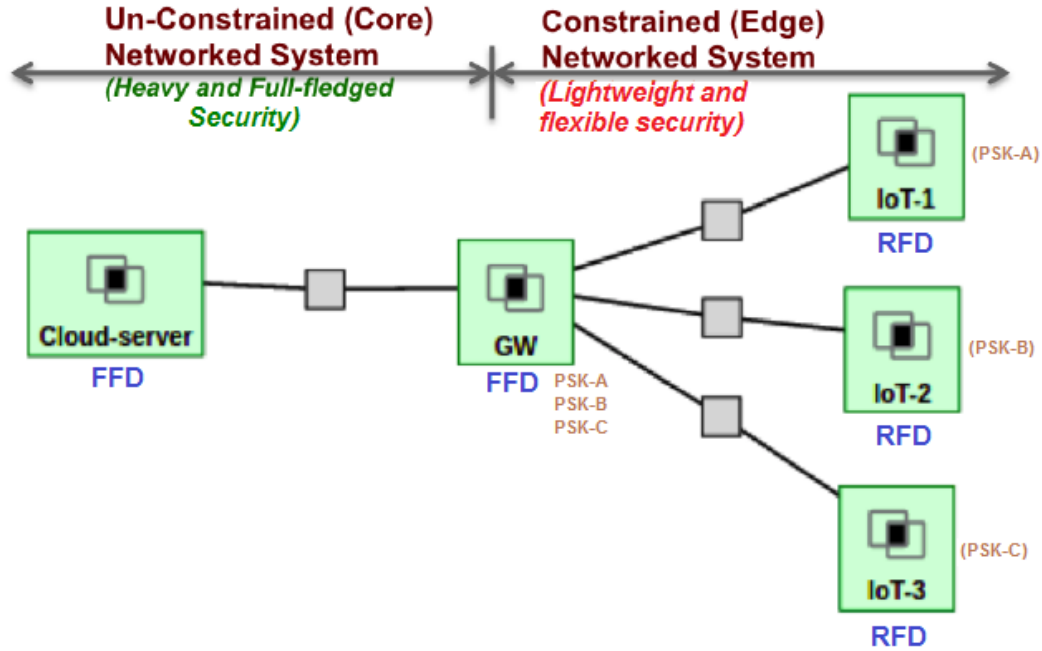 Un-Constrained (Core)
Networked System
(Heavy and Full-fledged
Security)
Constrained (Edge)
Networked System
(Lightweight and
flexible security)
IoT-1
(PSK-A)
RFD
Cloud-server
FFD
GW
FFD
PSK-A
PSK-B
PSK-C
IoT-2
(PSK-B)
RFD
IoT-3
(PSK-C)
RFD